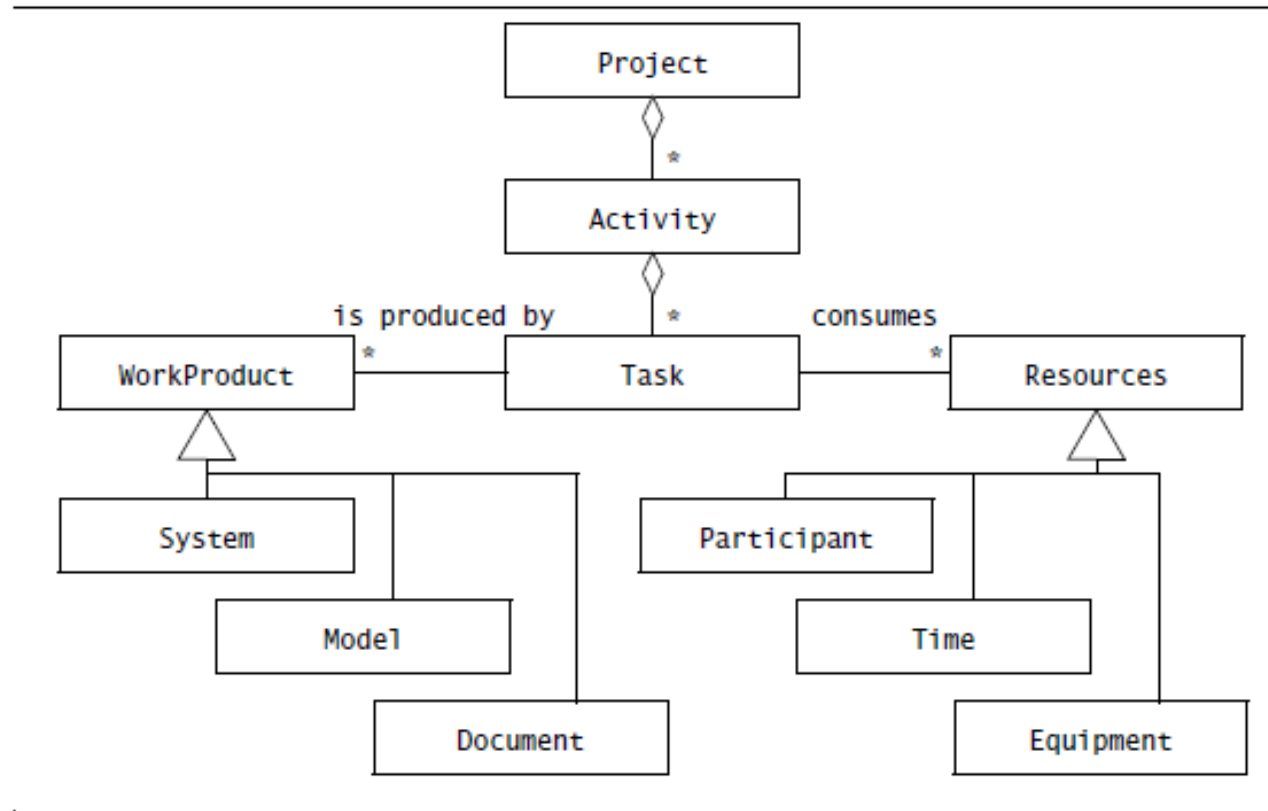 Project
*
Activity
is produced by
*
consumes
*
*
WorkProduct
Task
Resources
System
Participant
Model
Time
Document
Equipment